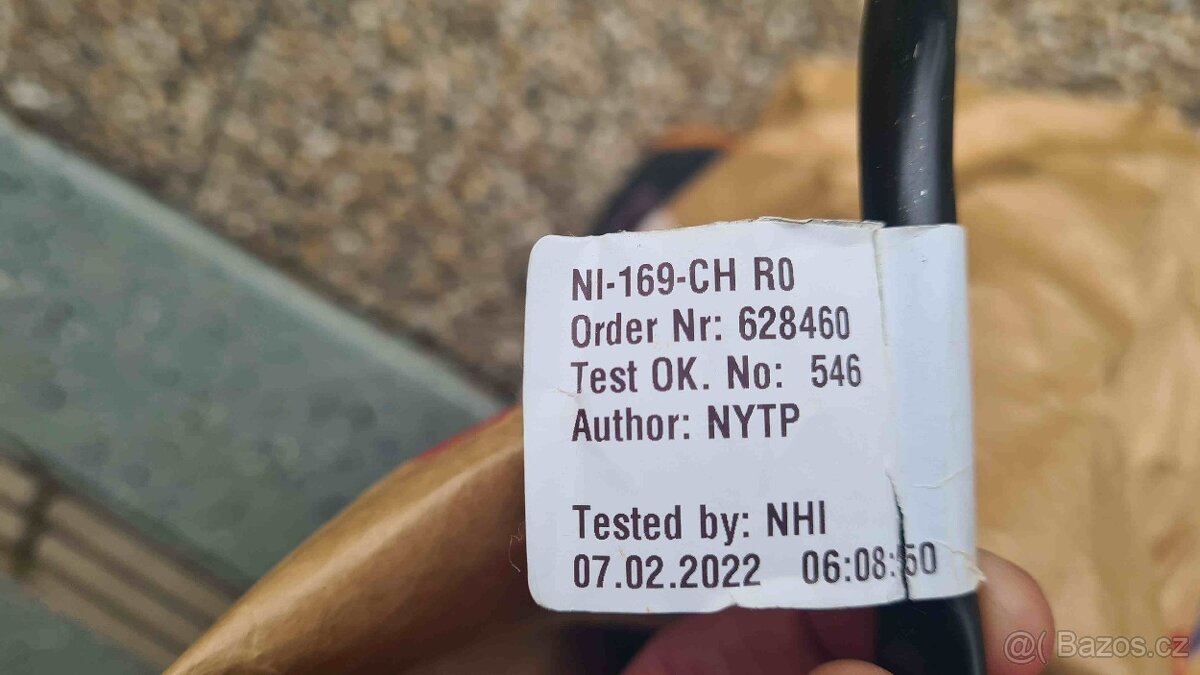 NI-169-CH R0
Order Nr: 628460
Test OK. No: 546
Author: NYTP
Tested by: NHI
07.02.2022 06:08:50
@( Bazos.cz